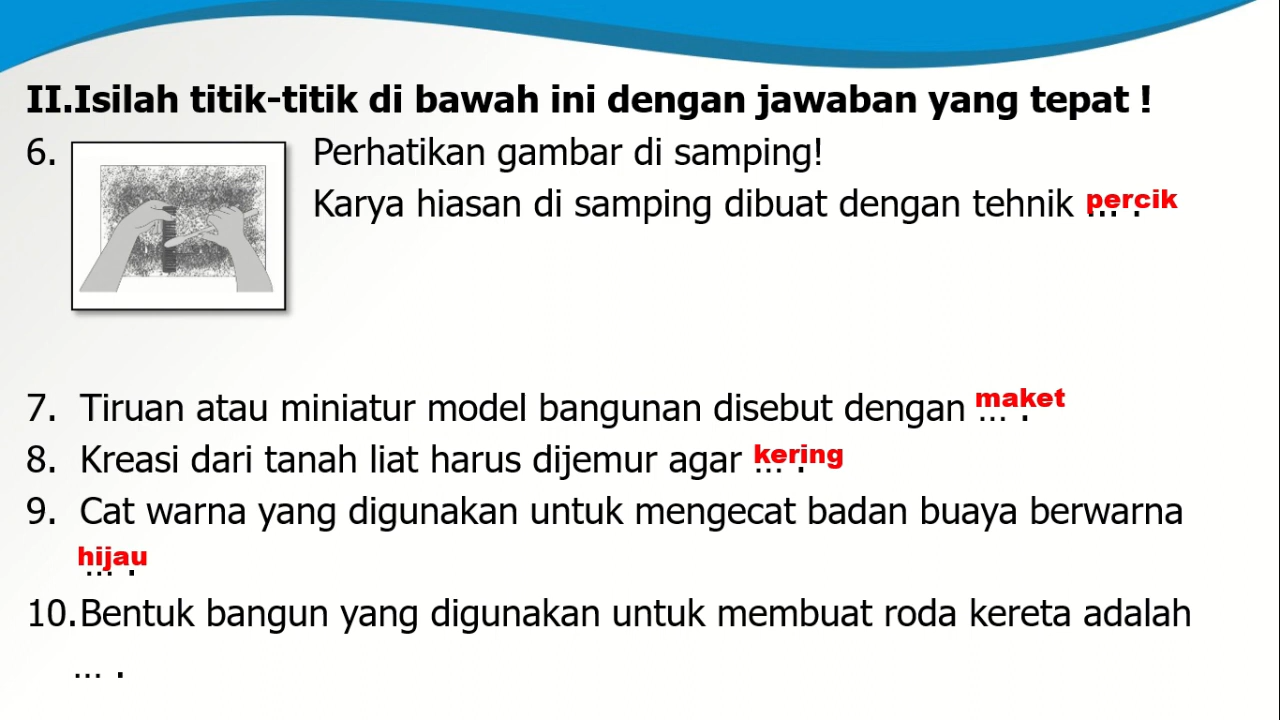 II.Isilah titik-titik di bawah ini dengan jawaban yang tepat !
6. Perhatikan gambar di samping!
Karya hiasan di samping dibuat dengan tehnik ... . percik
7. Tiruan atau miniatur model bangunan disebut dengan ... . maket
8. Kreasi dari tanah liat harus dijemur agar ... . kering
9. Cat warna yang digunakan untuk mengecat badan buaya berwarna
... . hijau
10.Bentuk bangun yang digunakan untuk membuat roda kereta adalah
... .